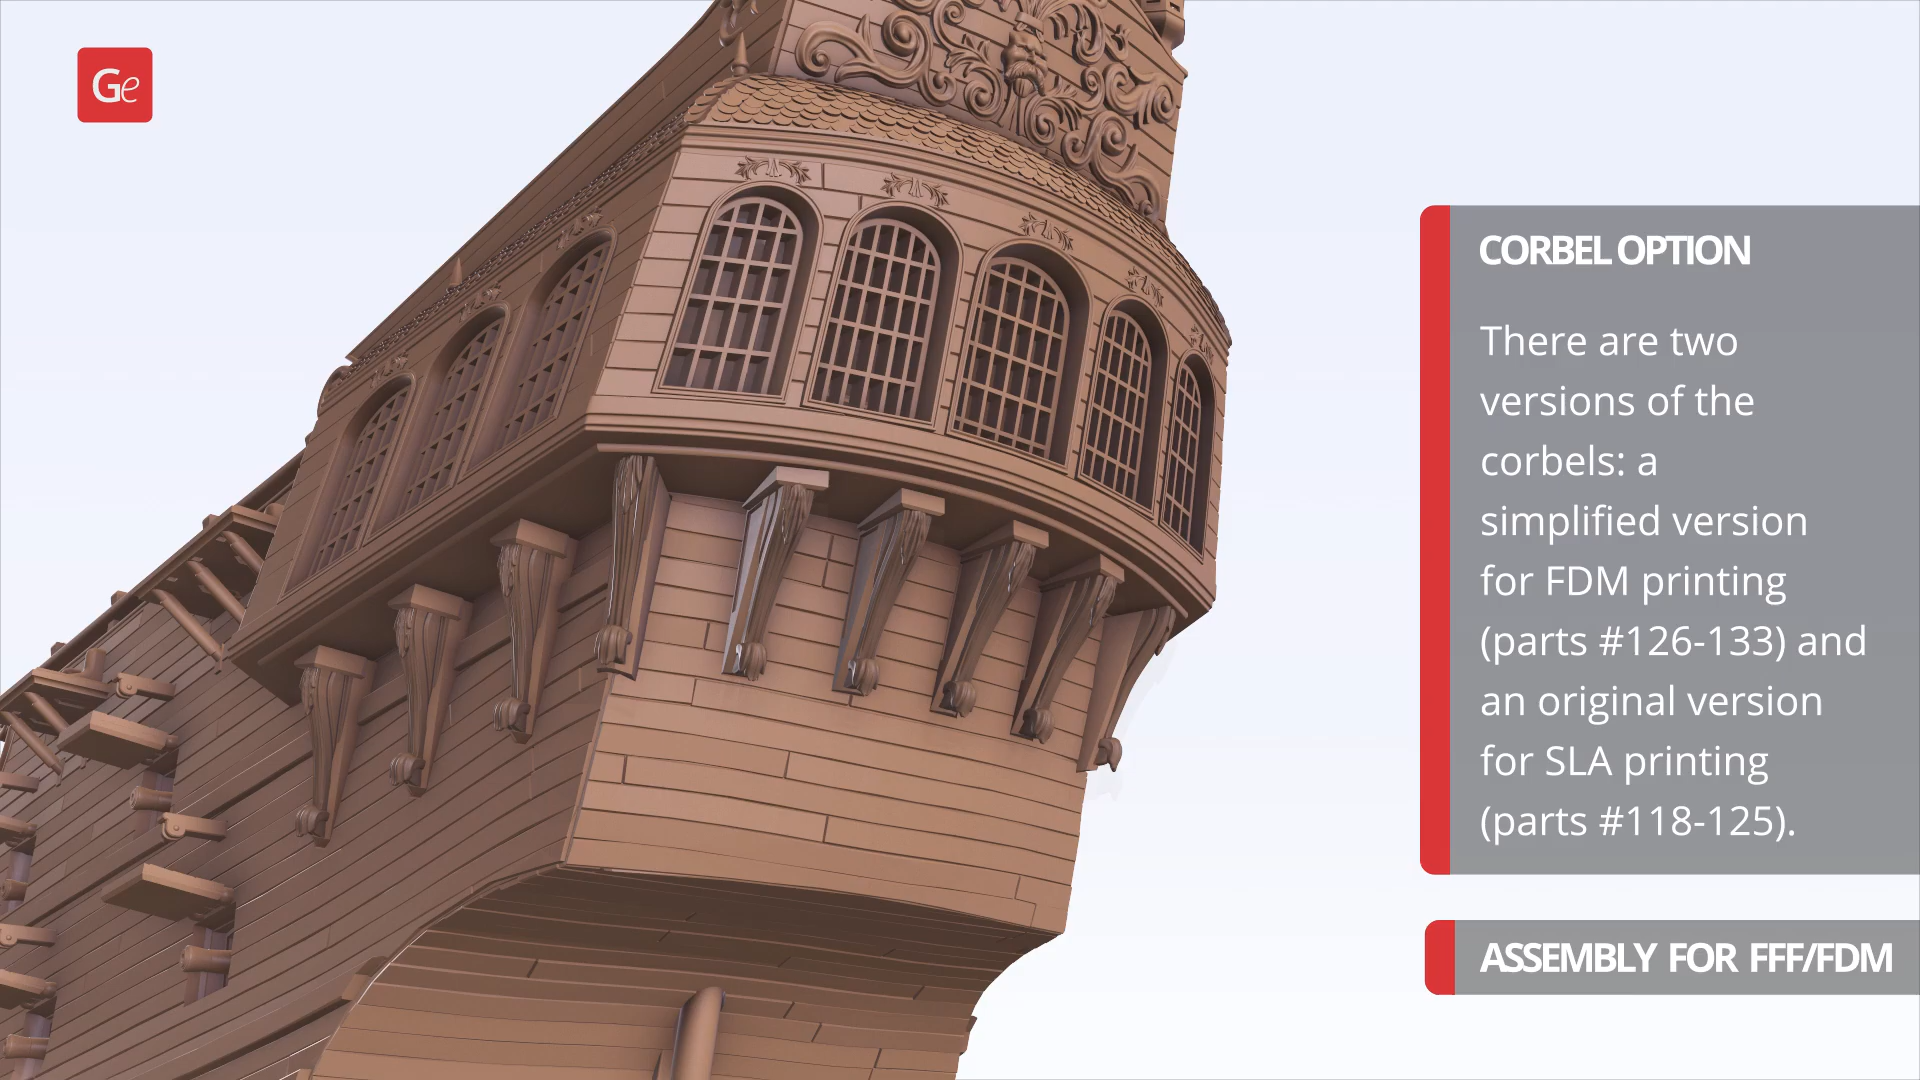 Ge
CORBEL OPTION
There are two
versions of the
corbels: a
simplified version
for FDM printing
(parts #126-133) and
an original version
for SLA printing
(parts #118-125).
ASSEMBLY FOR FFF/FDM